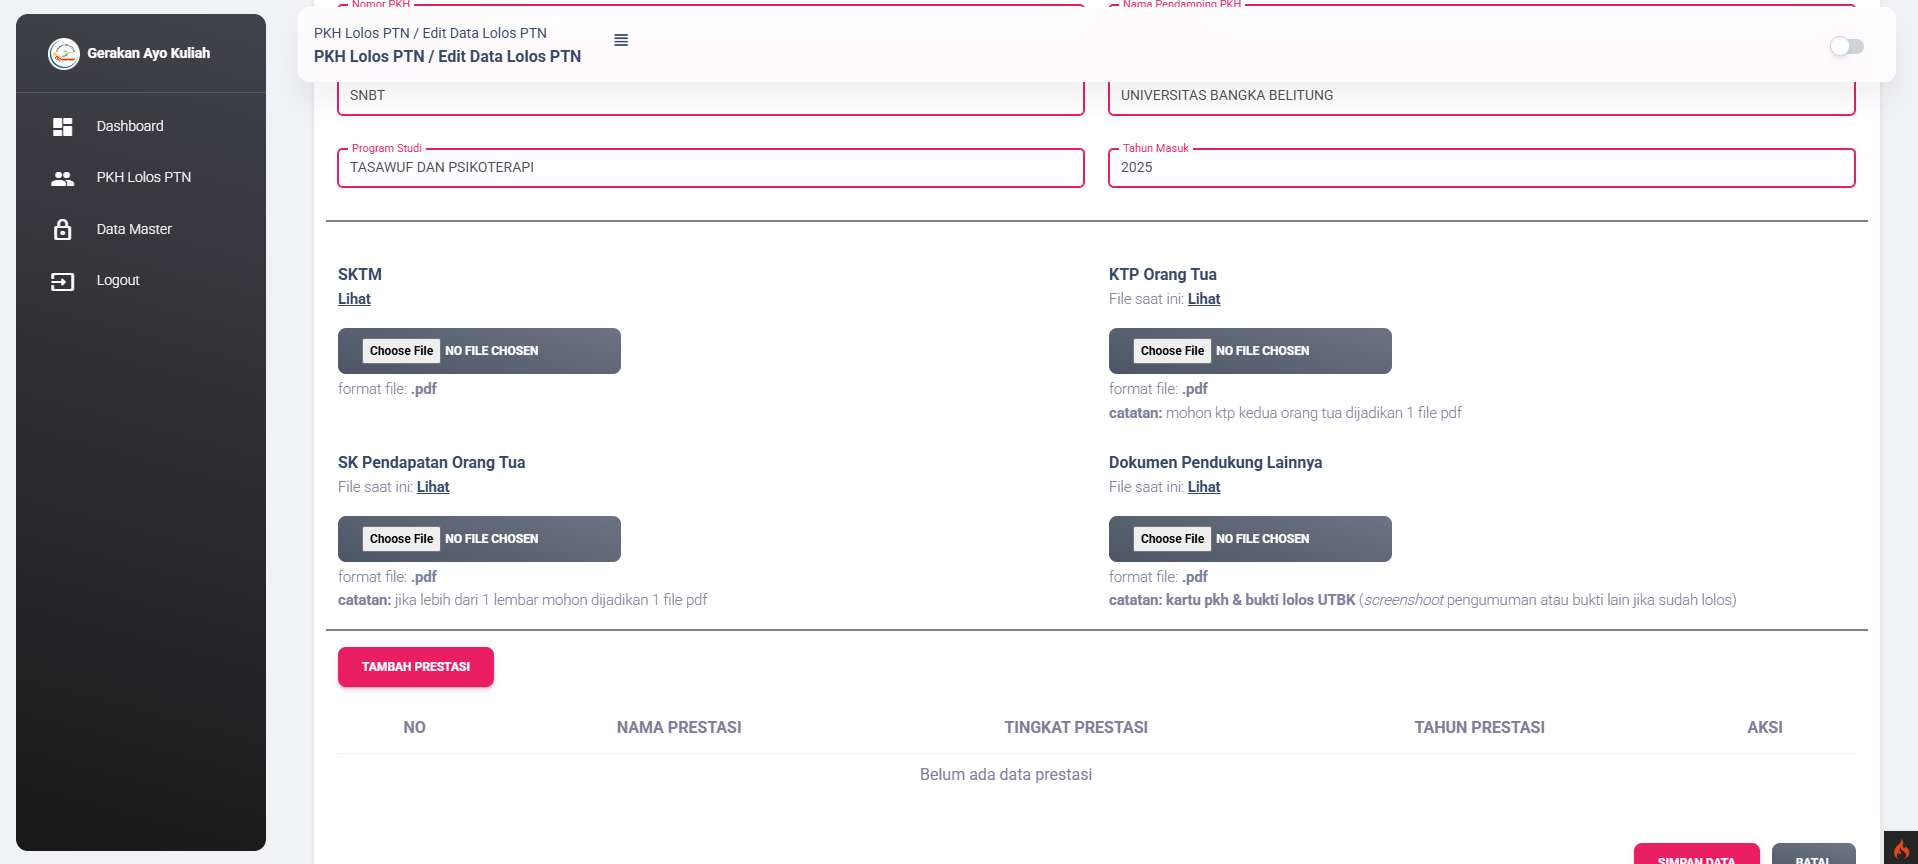 Gerakan Ayo Kuliah
Dashboard
PKH Lolos PTN
Data Master
Logout
Nomor PKH
Nama Pendamping PKH
PKH Lolos PTN / Edit Data Lolos PTN
PKH Lolos PTN / Edit Data Lolos PTN
SNBT
UNIVERSITAS BANGKA BELITUNG
Program Studi
TASAWUF DAN PSIKOTERAPI
Tahun Masuk
2025
SKTM
Lihat
Choose File NO FILE CHOSEN
format file: .pdf
KTP Orang Tua
File saat ini: Lihat
Choose File NO FILE CHOSEN
format file: .pdf
catatan: mohon ktp kedua orang tua dijadikan 1 file pdf
SK Pendapatan Orang Tua
File saat ini: Lihat
Choose File NO FILE CHOSEN
format file: .pdf
catatan: jika lebih dari 1 lembar mohon dijadikan 1 file pdf
Dokumen Pendukung Lainnya
File saat ini: Lihat
Choose File NO FILE CHOSEN
format file: .pdf
catatan: kartu pkh & bukti lolos UTBK (screenshoot pengumuman atau bukti lain jika sudah lolos)
TAMBAH PRESTASI
NO NAMA PRESTASI TINGKAT PRESTASI TAHUN PRESTASI AKSI
Belum ada data prestasi
SIMPAN DATA
BATAL